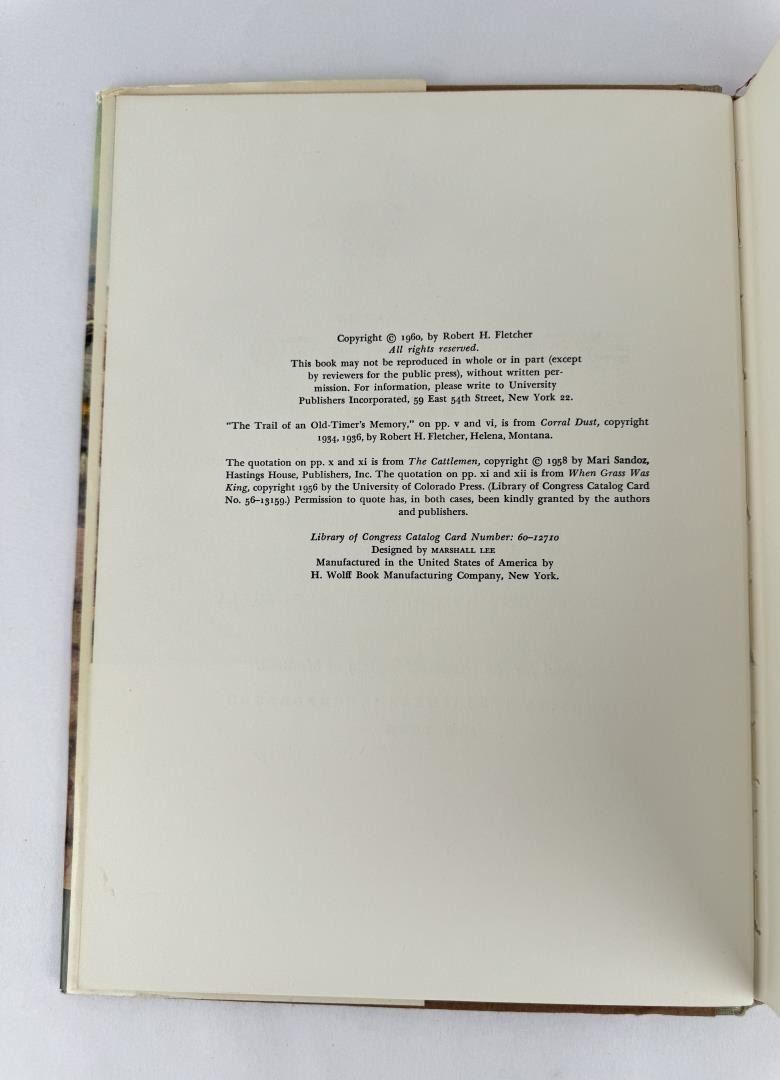 Copyright © 1960, by Robert H. Fletcher
All rights reserved.
This book may not be reproduced in whole or in part (except
by reviewers for the public press), without written per-
mission. For information, please write to University
Publishers Incorporated, 59 East 54th Street, New York 22.
"The Trail of an Old-Timer's Memory," on pp. v and vi, is from Corral Dust, copyright
1934, 1936, by Robert H. Fletcher, Helena, Montana.
The quotation on pp. x and xi is from The Cattlemen, copyright © 1958 by Mari Sandoz,
Hastings House, Publishers, Inc. The quotation on pp. xi and xii is from When Grass Was
King, copyright 1956 by the University of Colorado Press. (Library of Congress Catalog Card
No. 56-13159.) Permission to quote has, in both cases, been kindly granted by the authors
and publishers.
Library of Congress Catalog Card Number: 60-12710
Designed by MARSHALL LEE
Manufactured in the United States of America by
H. Wolff Book Manufacturing Company, New York.